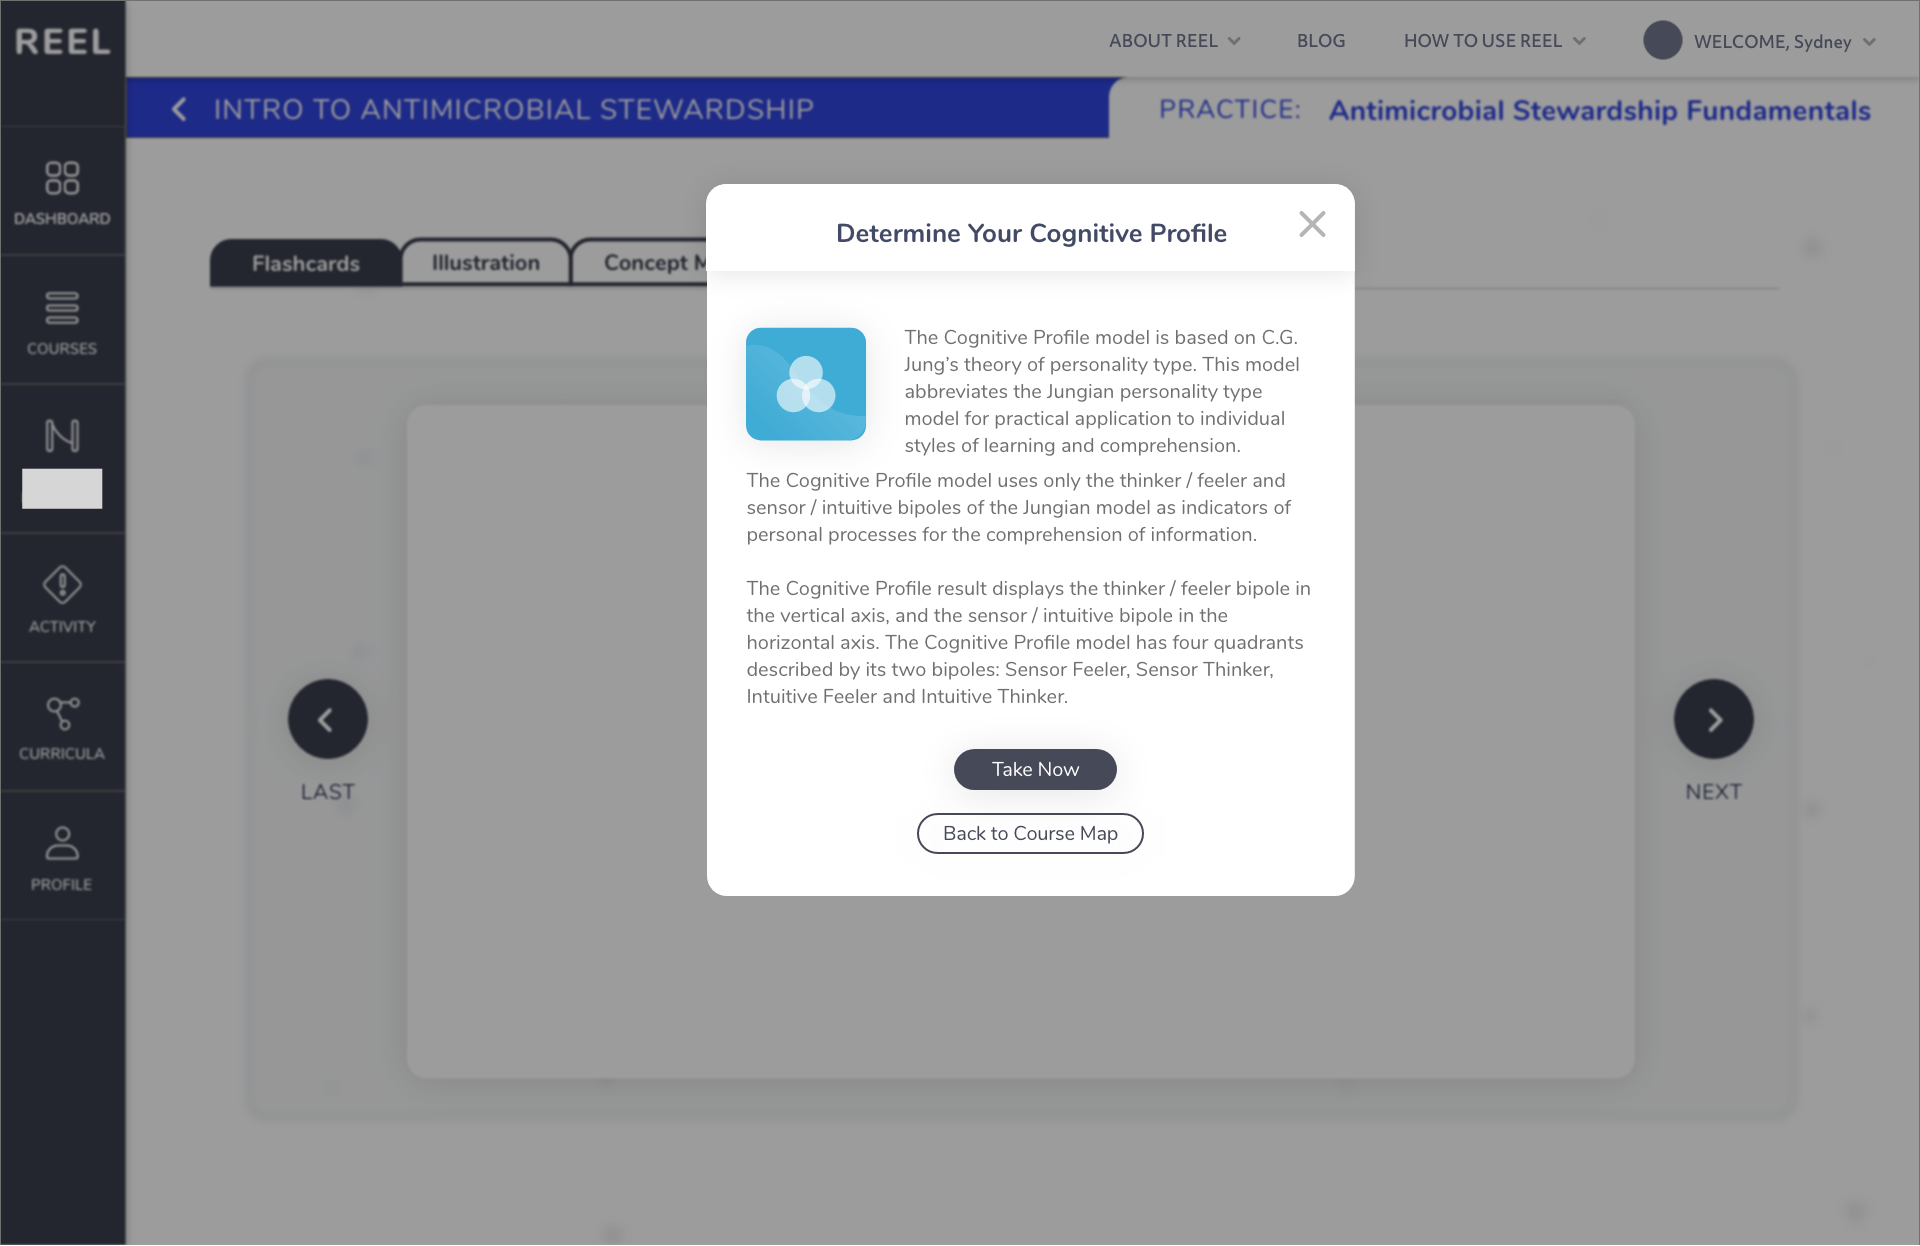 REEL
ABOUT REEL
BLOG
HOW TO USE REEL
WELCOME, Sydney
INTRO TO ANTIMICROBIAL STEWARDSHIP
PRACTICE: Antimicrobial Stewardship Fundamentals
DASHBOARD
COURSES
ACTIVITY
CURRICULA
PROFILE
Flashcards
Illustration
Concept M
LAST
NEXT
Determine Your Cognitive Profile
The Cognitive Profile model is based on C.G.
Jung’s theory of personality type. This model
abbreviates the Jungian personality type
model for practical application to individual
styles of learning and comprehension.
The Cognitive Profile model uses only the thinker / feeler and
sensor / intuitive bipoles of the Jungian model as indicators of
personal processes for the comprehension of information.
The Cognitive Profile result displays the thinker / feeler bipole in
the vertical axis, and the sensor / intuitive bipole in the
horizontal axis. The Cognitive Profile model has four quadrants
described by its two bipoles: Sensor Feeler, Sensor Thinker,
Intuitive Feeler and Intuitive Thinker.
Take Now
Back to Course Map